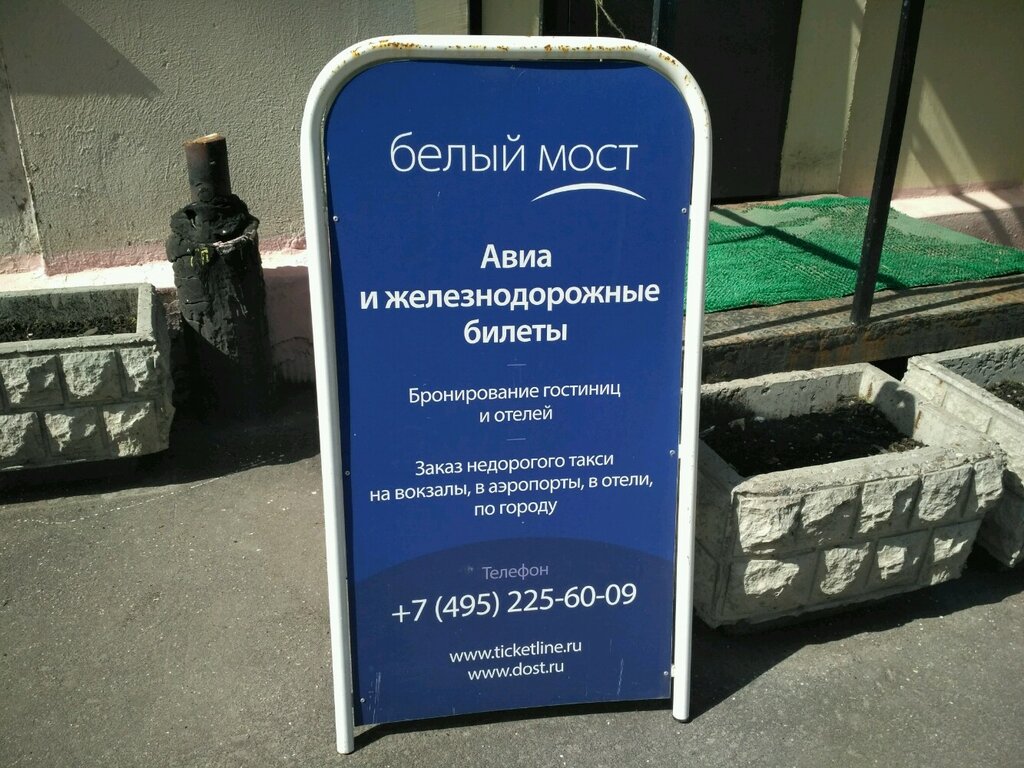 белый мост
Авиа
и железнодорожные
билеты
Бронирование гостиниц
и отелей
Заказ недорогого такси
на вокзалы, в аэропорты, в отели,
по городу
Телефон
+7 (495) 225-60-09
www.ticketline.ru
www.dost.ru